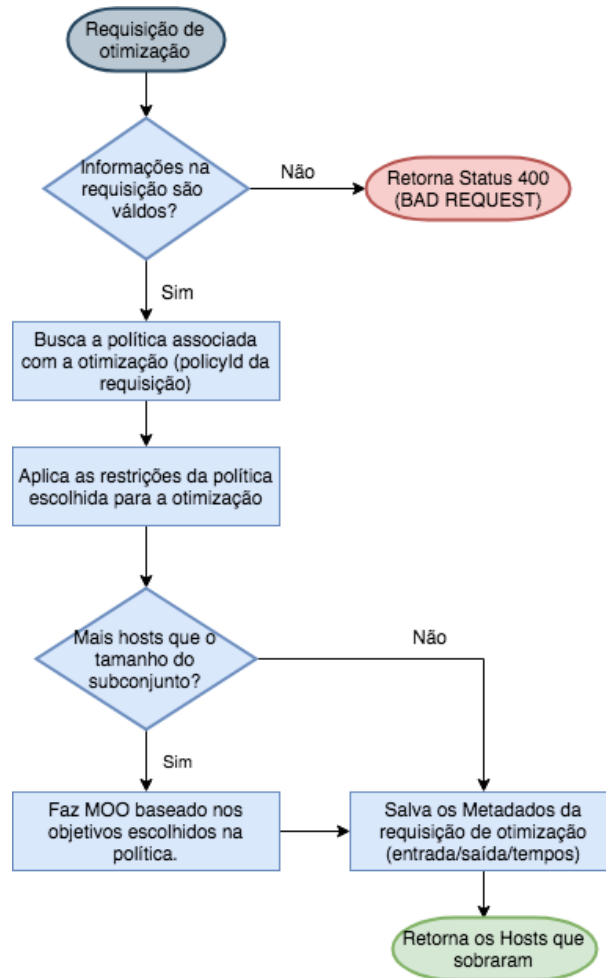 Requisição de
otimização
Informações na
requisição são
váldos?
Não
Retorna Status 400
(BAD REQUEST)
Sim
Busca a política associada
com a otimização (policyId da
requisição)
Aplica as restrições da política
escolhida para a otimização
Mais hosts que o
tamanho do
subconjunto?
Não
Sim
Faz MOO baseado nos
objetivos escolhidos na
política.
Salva os Metadados da
requisição de otimização
(entrada/saída/tempos)
Retorna os Hosts que
sobraram